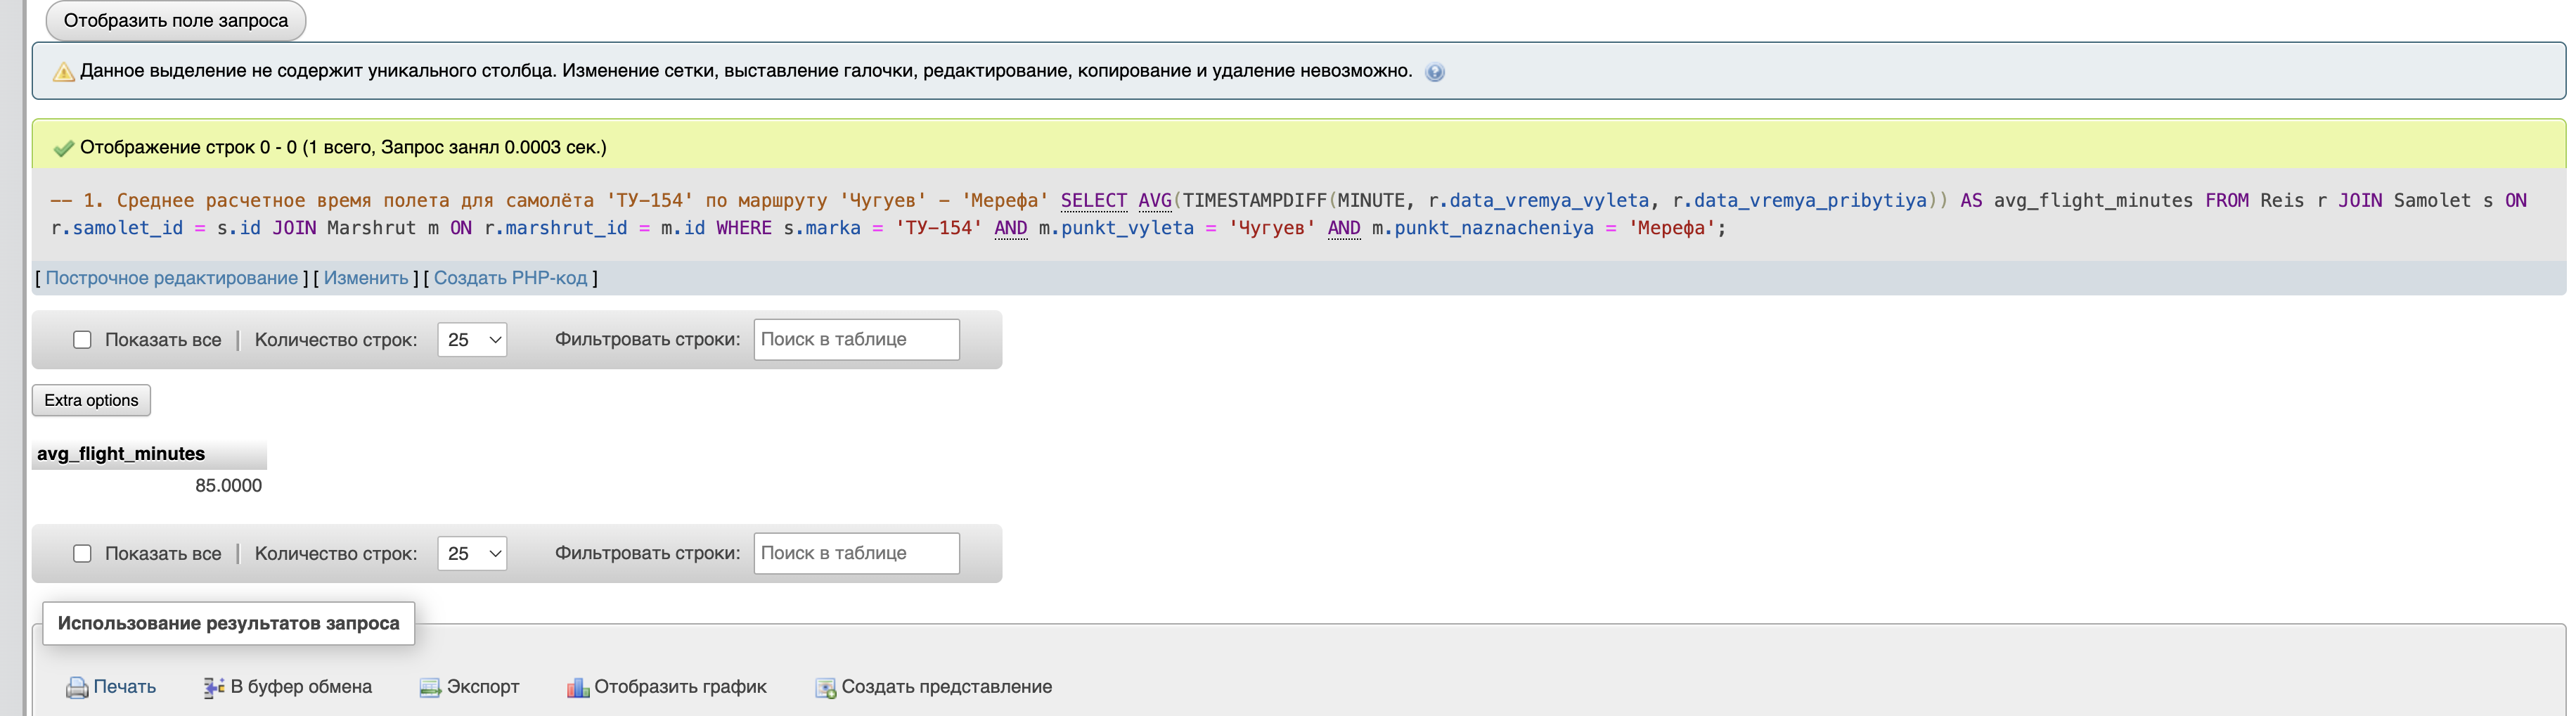 Отобразить поле запроса
Данное выделение не содержит уникального столбца. Изменение сетки, выставление галочки, редактирование, копирование и удаление невозможно.
Отображение строк 0 - 0 (1 всего, Запрос занял 0.0003 сек.)
-- 1. Среднее расчетное время полета для самолёта 'ТУ-154' по маршруту 'Чугуев' - 'Мерефа' SELECT AVG(TIMESTAMPDIFF(MINUTE, r.data_vremya_vyleta, r.data_vremya_pribytiya)) AS avg_flight_minutes FROM Reis r JOIN Samolet s ON
r.samolet_id = s.id JOIN Marshrut m ON r.marshrut_id = m.id WHERE s.marka = 'ТУ-154' AND m.punkt_vyleta = 'Чугуев' AND m.punkt_naznacheniya = 'Мерефа';
[ Построчное редактирование ] [ Изменить ] [ Создать PHP-код ]
Показать все | Количество строк: 25 Фильтровать строки: Поиск в таблице
Extra options
avg_flight_minutes
85.0000
Показать все | Количество строк: 25 Фильтровать строки: Поиск в таблице
Использование результатов запроса
Печать В буфер обмена Экспорт Отобразить график Создать представление